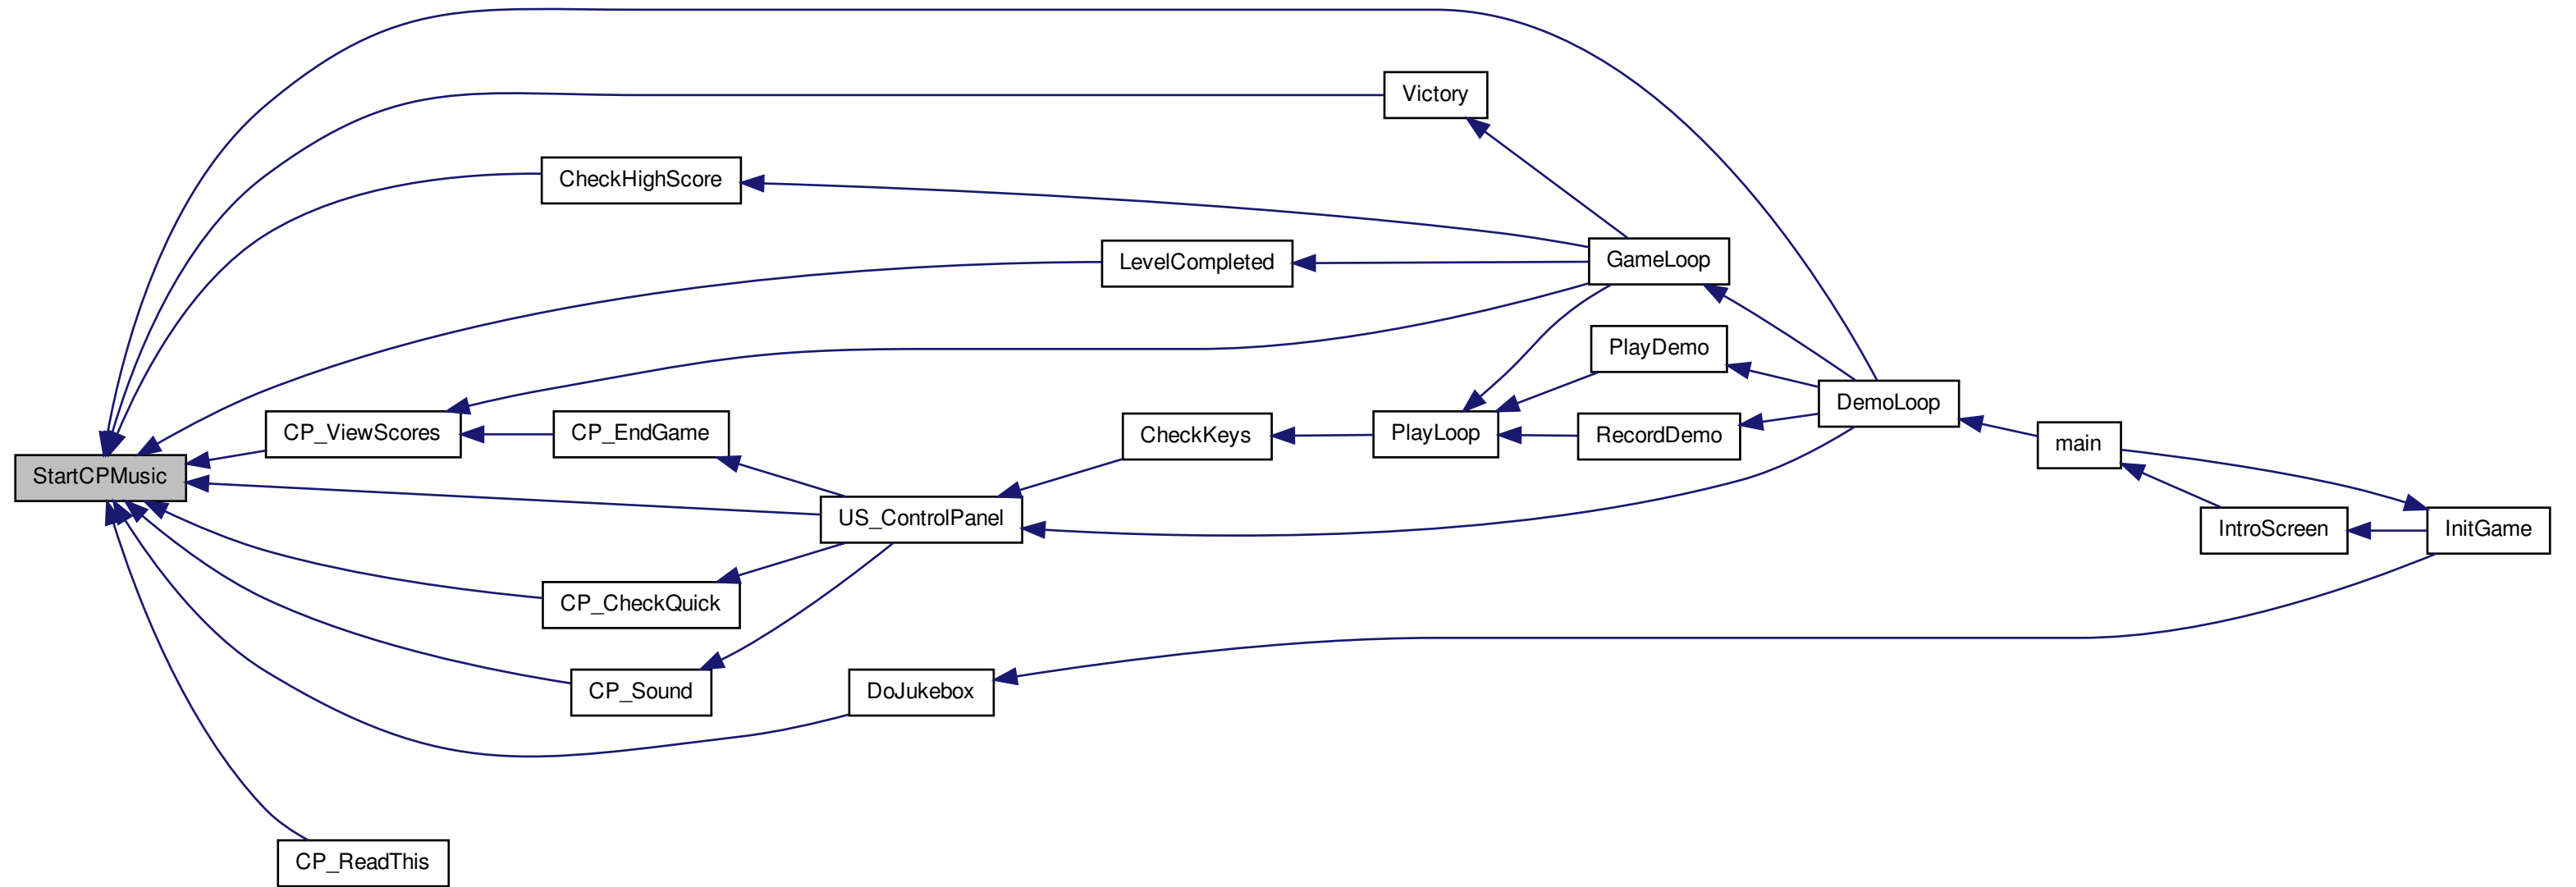 Victory
CheckHighScore
GameLoop
LevelCompleted
PlayDemo
DemoLoop
CP_ViewScores
CP_EndGame
CheckKeys
PlayLoop
RecordDemo
main
StartCPMusic
US_ControlPanel
IntroScreen
InitGame
CP_CheckQuick
CP_Sound
DoJukebox
CP_ReadThis